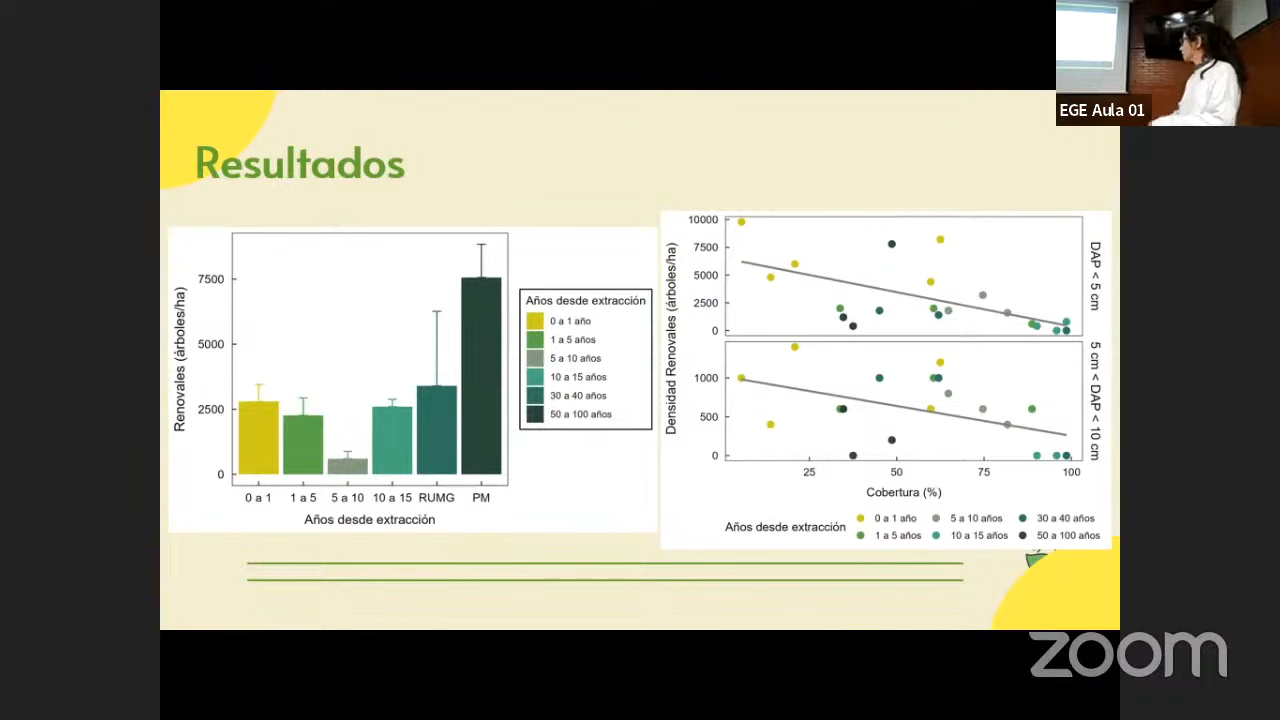 EGE Aula 01
Resultados
Renovales (árboles/ha)
7500
5000
2500
0
0 a 1
1 a 5
5 a 10
10 a 15
RUMG
PM
Años desde extracción
Años desde extracción
0 a 1 año
1 a 5 años
5 a 10 años
10 a 15 años
30 a 40 años
50 a 100 años
Densidad Renovales (árboles/ha)
10000
7500
5000
2500
0
DAP < 5 cm
1000
500
0
5 cm < DAP < 10 cm
25
50
75
100
Cobertura (%)
Años desde extracción
0 a 1 año
5 a 10 años
30 a 40 años
1 a 5 años
10 a 15 años
50 a 100 años
zoom